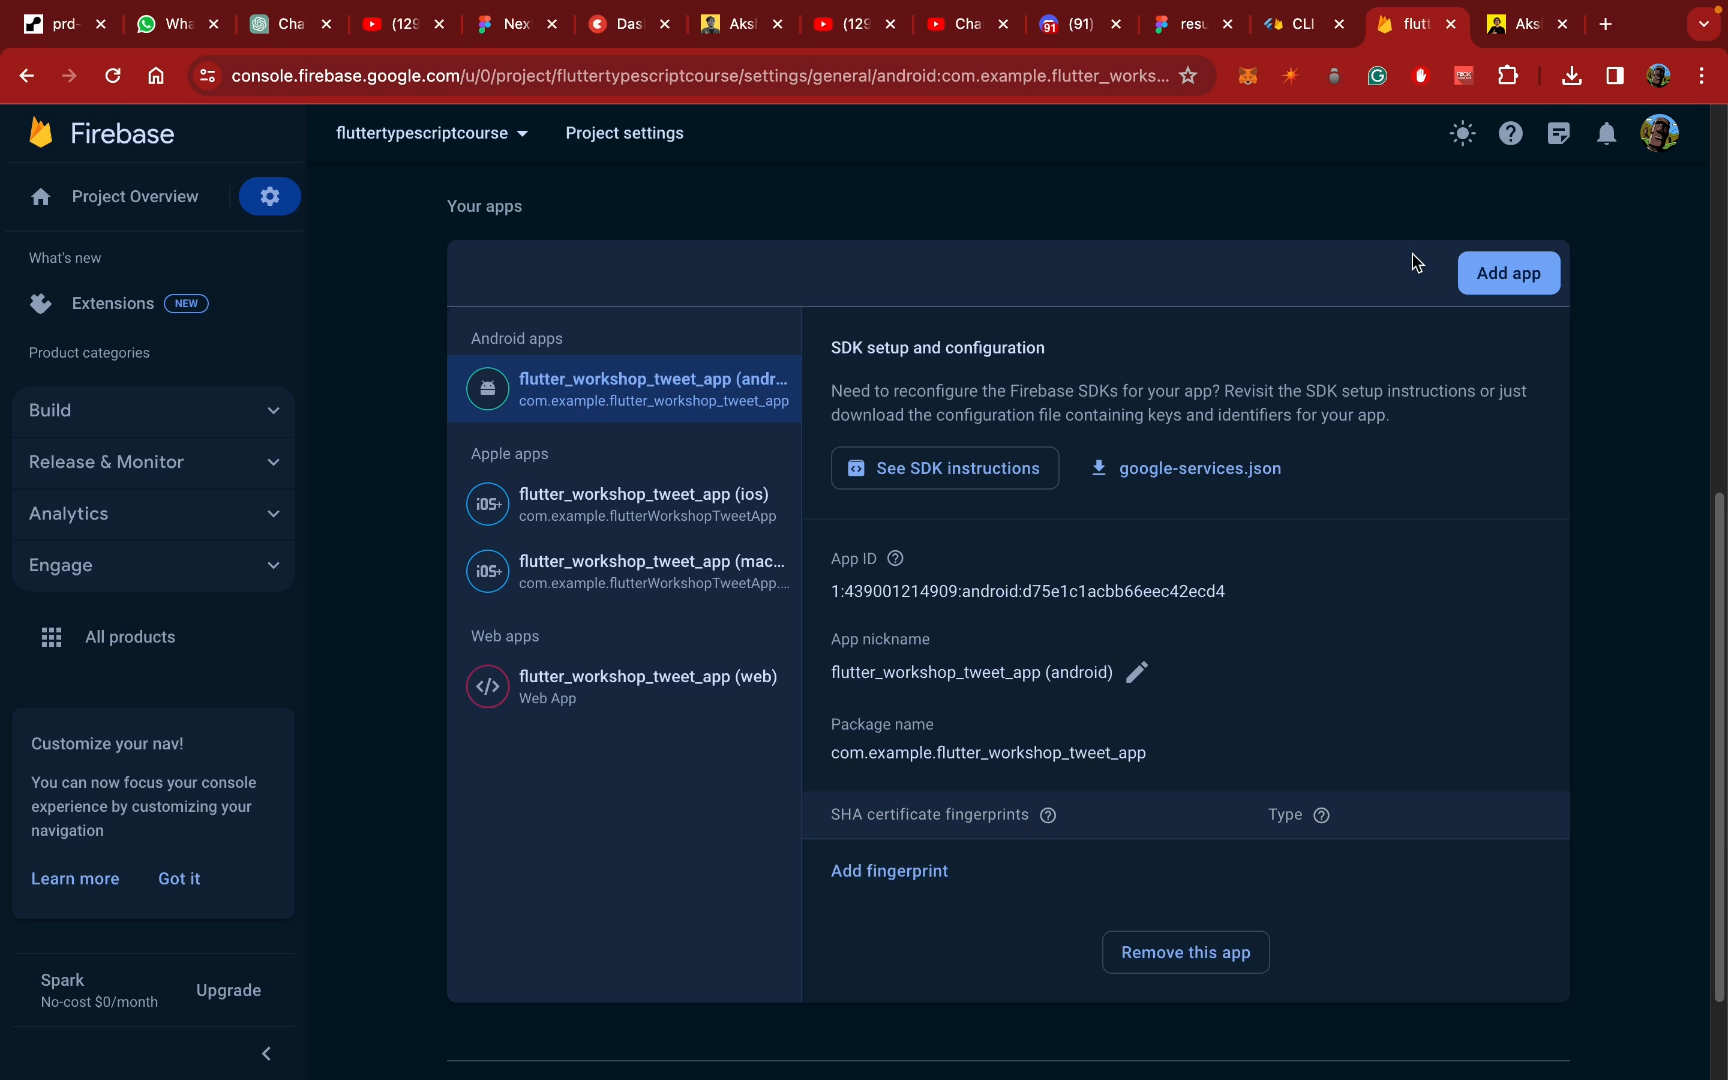 prd-
Wha
Cha
(129
Nex
Das
Aks
(129
Cha
91
(91)
resu
CLI
flutt
Aks
console.firebase.google.com/u/0/project/fluttertypescriptcourse/settings/general/android:com.example.flutter_works...
Firebase
fluttertypescriptcourse
Project settings
Project Overview
What's new
Extensions NEW
Product categories
Build
Release & Monitor
Analytics
Engage
All products
Customize your nav!
You can now focus your console
experience by customizing your
navigation
Learn more
Got it
Spark
No-cost $0/month
Upgrade
Your apps
Add app
Android apps
flutter_workshop_tweet_app (andr...
com.example.flutter_workshop_tweet_app
Apple apps
iOS+
flutter_workshop_tweet_app (ios)
com.example.flutterWorkshopTweetApp
iOS+
flutter_workshop_tweet_app (mac...
com.example.flutterWorkshopTweetApp....
Web apps
flutter_workshop_tweet_app (web)
Web App
SDK setup and configuration
Need to reconfigure the Firebase SDKs for your app? Revisit the SDK setup instructions or just
download the configuration file containing keys and identifiers for your app.
See SDK instructions
google-services.json
App ID
1:439001214909:android:d75e1c1acbb66eec42ecd4
App nickname
flutter_workshop_tweet_app (android)
Package name
com.example.flutter_workshop_tweet_app
SHA certificate fingerprints
Type
Add fingerprint
Remove this app